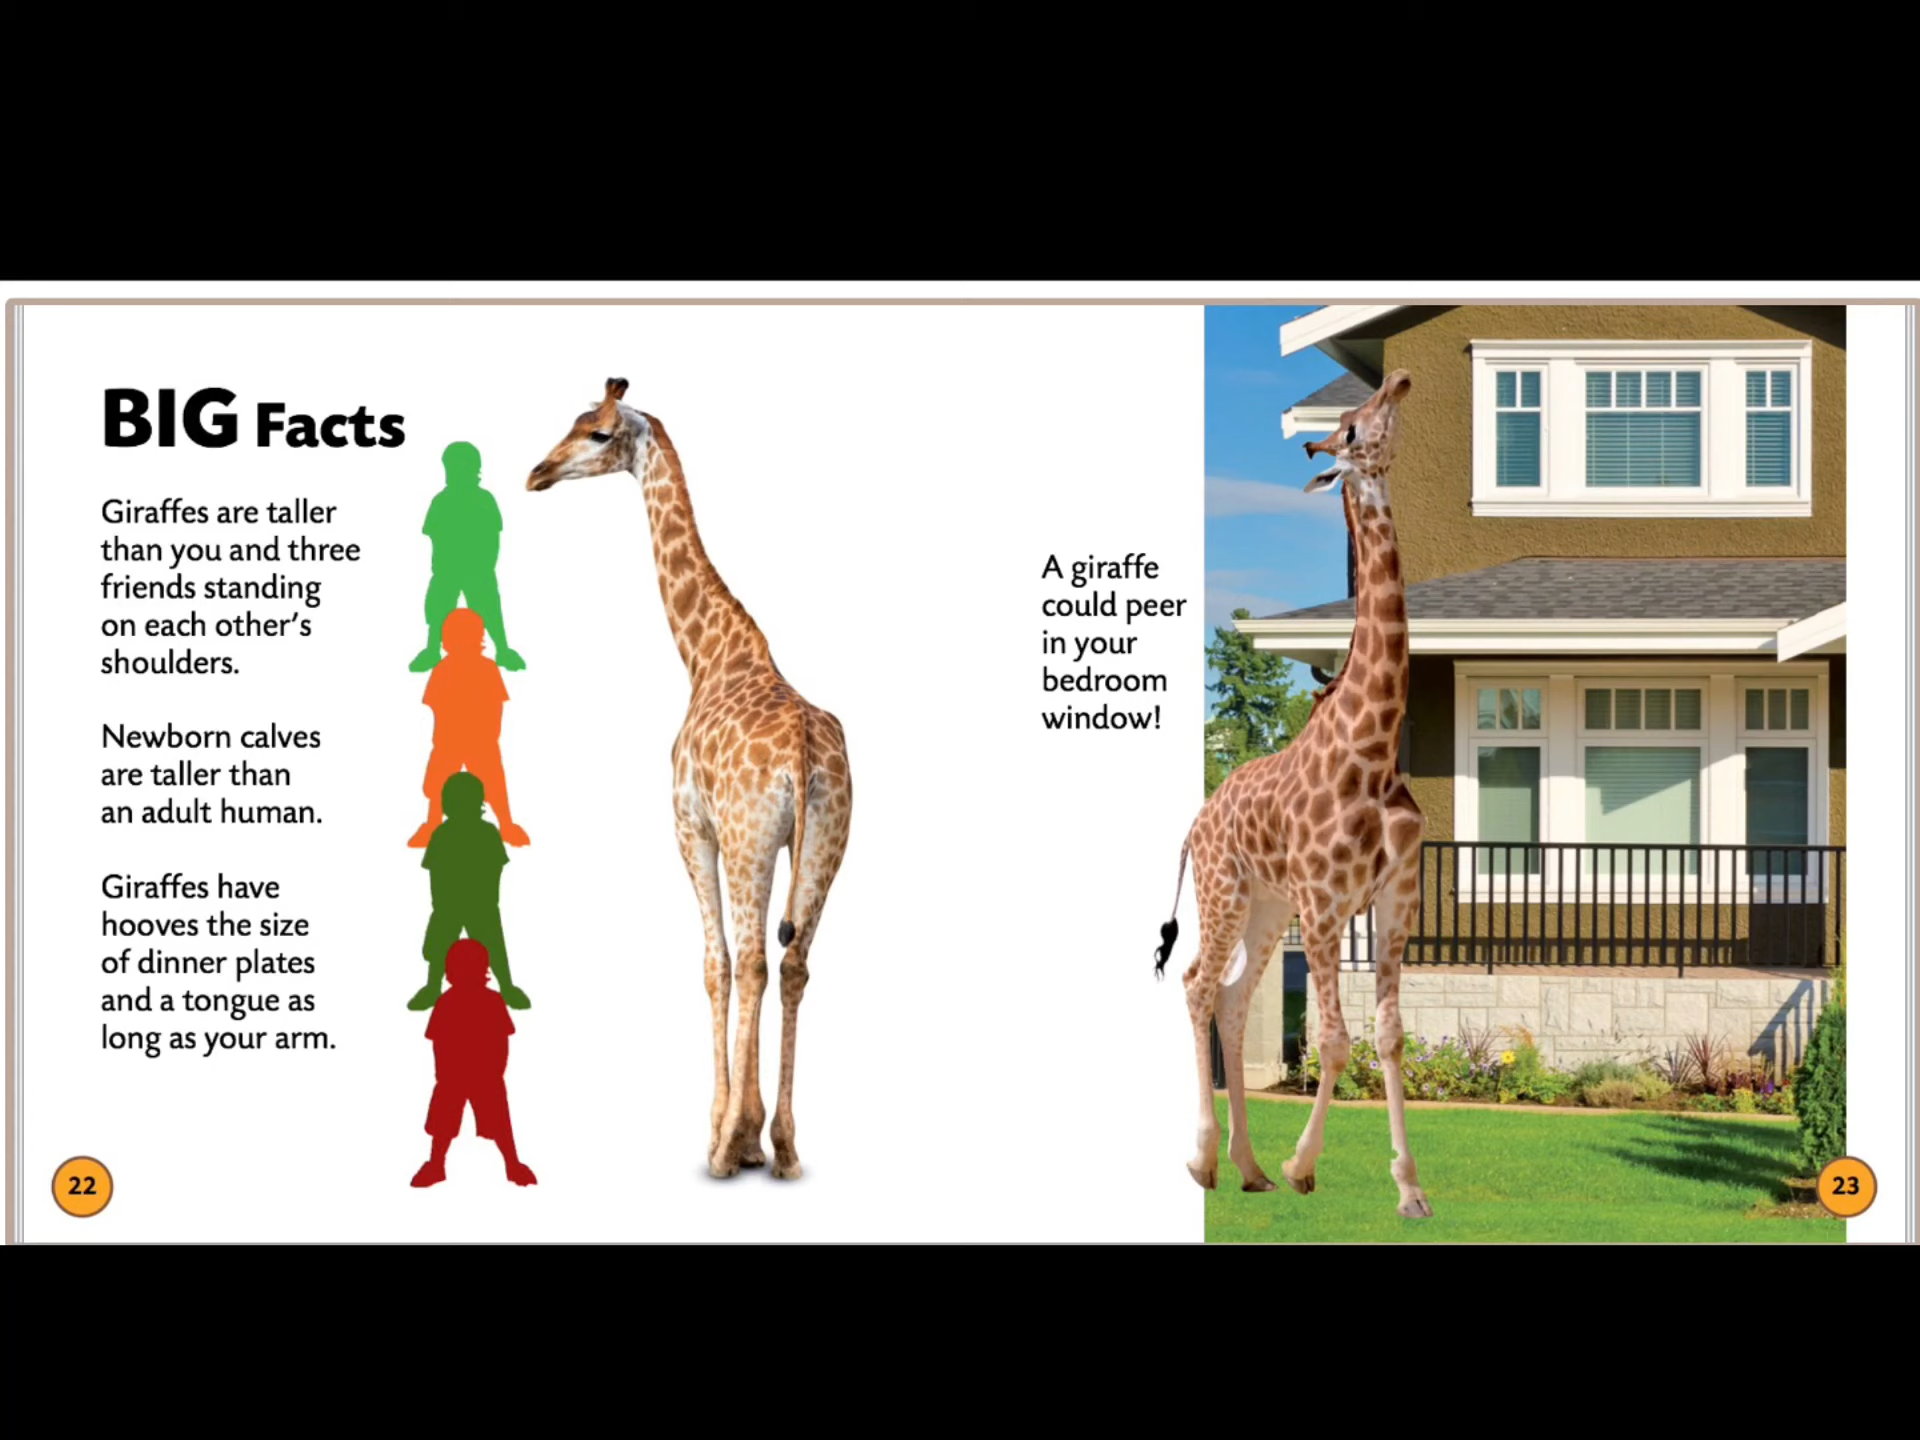 BIG Facts
Giraffes are taller
than you and three
friends standing
on each other's
shoulders.
Newborn calves
are taller than
an adult human.
Giraffes have
hooves the size
of dinner plates
and a tongue as
long as your arm.
22
A giraffe
could peer
in your
bedroom
window!
23